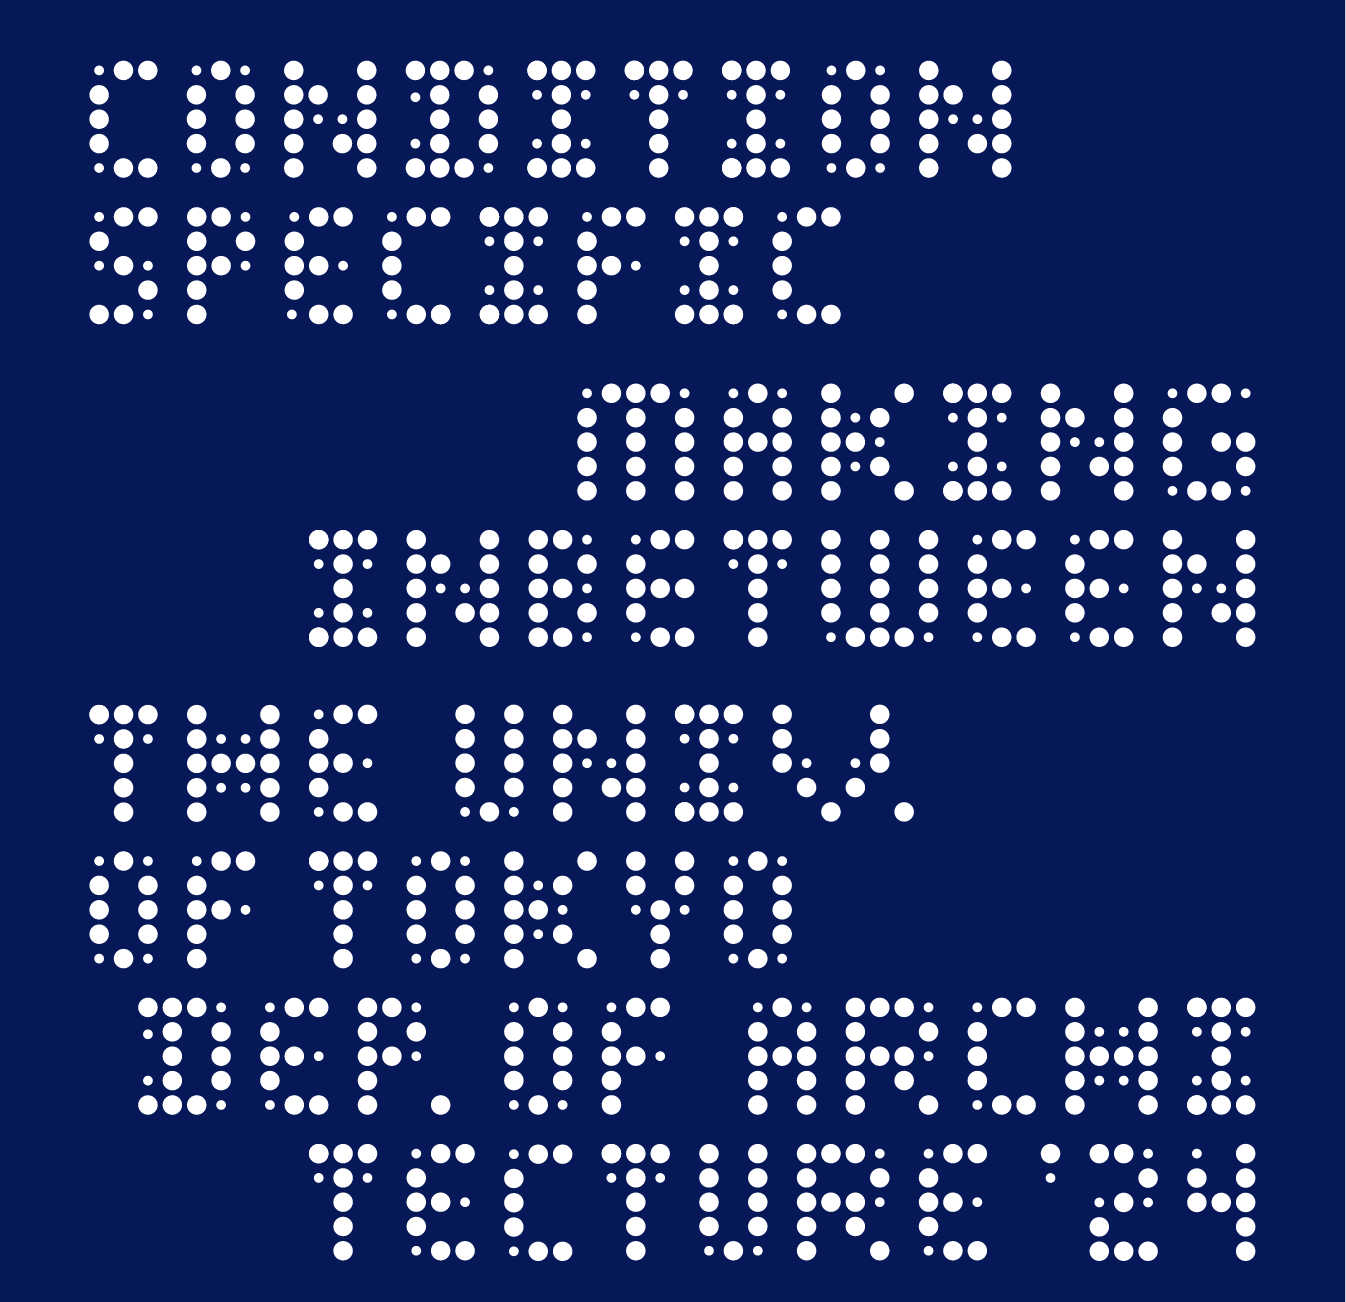 CONDITION
SPECIFIC
MAKING
INBETWEEN
THE UNIV.
OF TOKYO
DEP. OF ARCHI
TECTURE '24